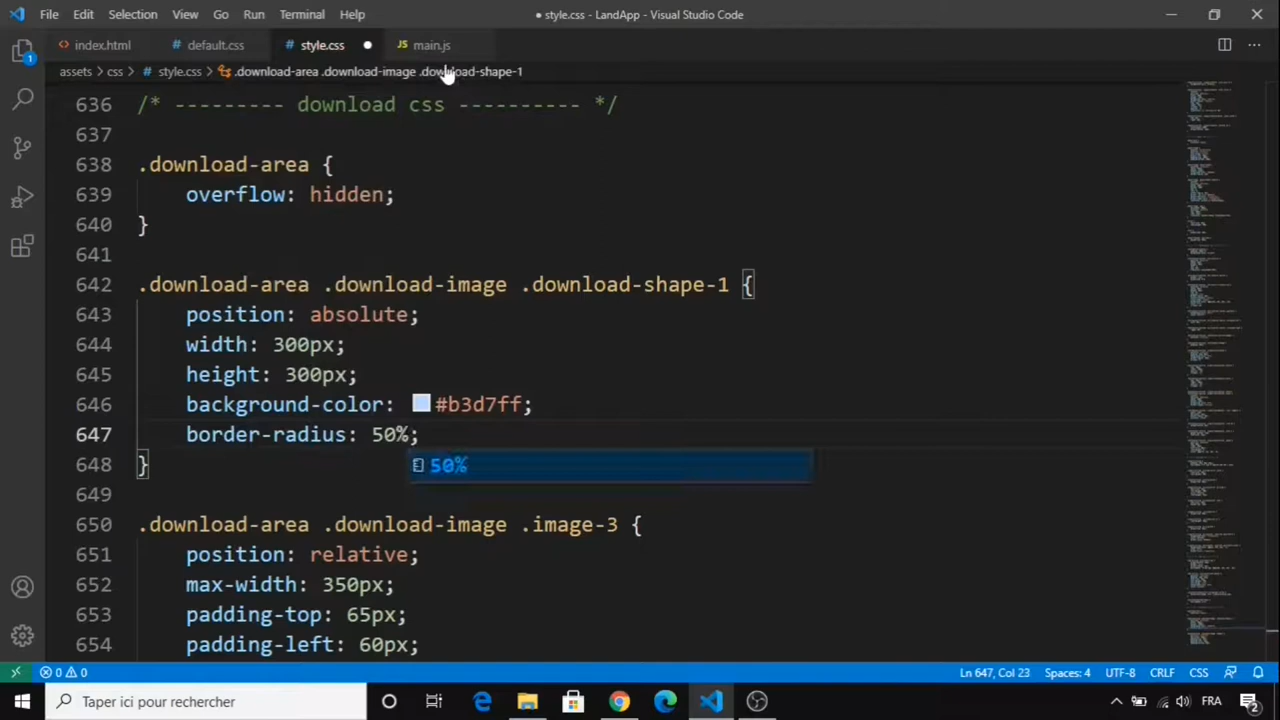 File Edit Selection View Go Run Terminal Help
● style.css - LandApp - Visual Studio Code
index.html default.css style.css JS main.js
assets > css > style.css > .download-area .download-image .download-shape-1
636 /* --------- download css ---------- */
637
638 .download-area {
639 overflow: hidden;
640 }
641
642 .download-area .download-image .download-shape-1 {
643 position: absolute;
644 width: 300px;
645 height: 300px;
646 background-color: #b3d7ff;
647 border-radius: 50%;
50%
648 }
649
650 .download-area .download-image .image-3 {
651 position: relative;
652 max-width: 350px;
653 padding-top: 65px;
654 padding-left: 60px;
1
0 0 Ln 647, Col 23 Spaces: 4 UTF-8 CRLF CSS
Taper ici pour rechercher FRA 2